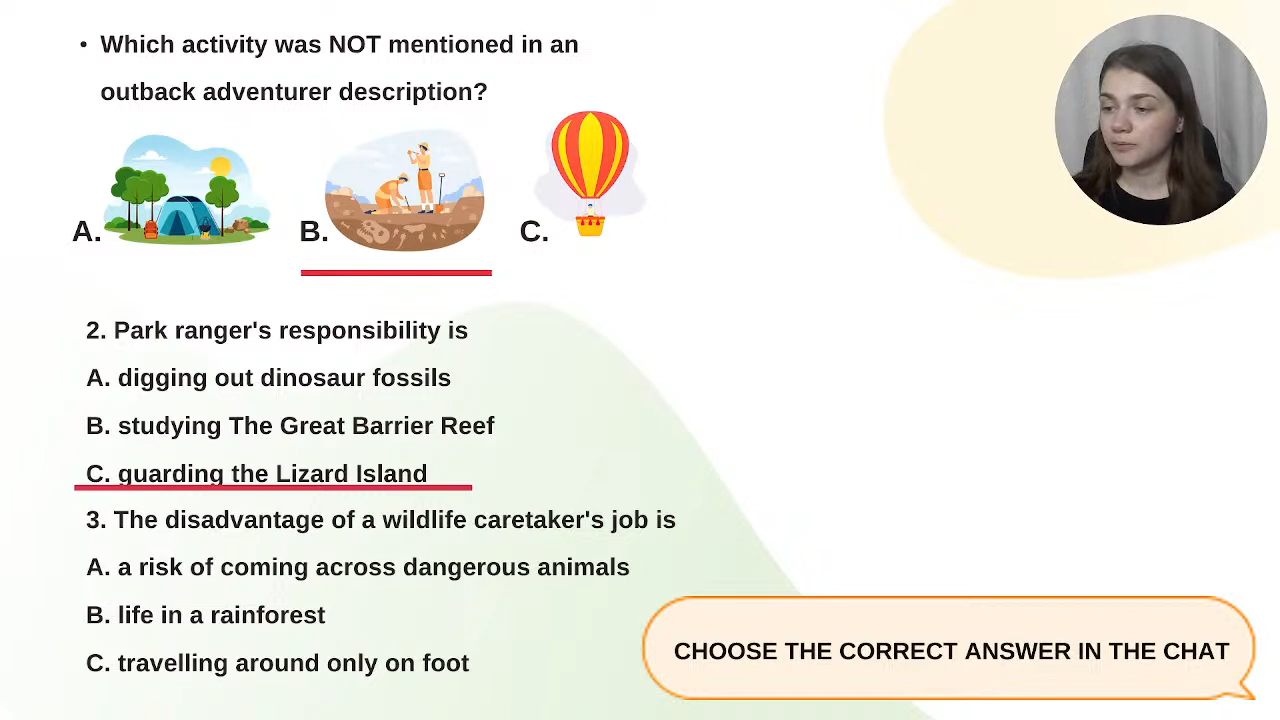 • Which activity was NOT mentioned in an
outback adventurer description?
A. B. C.
2. Park ranger's responsibility is
A. digging out dinosaur fossils
B. studying The Great Barrier Reef
C. guarding the Lizard Island
3. The disadvantage of a wildlife caretaker's job is
A. a risk of coming across dangerous animals
B. life in a rainforest
C. travelling around only on foot
CHOOSE THE CORRECT ANSWER IN THE CHAT